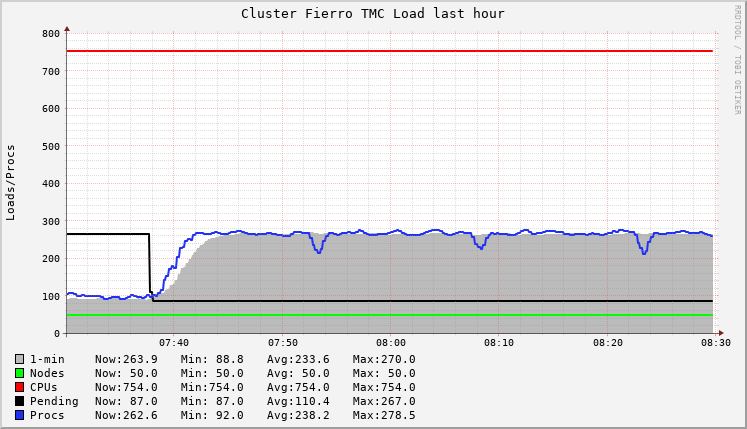 Cluster Fierro TMC Load last hour
RRDTOOL / TOBI OETIKER
Loads/Procs
800
700
600
500
400
300
200
100
0
07:40 07:50 08:00 08:10 08:20 08:30
1-min Now:263.9 Min: 88.8 Avg:233.6 Max:270.0
Nodes Now: 50.0 Min: 50.0 Avg: 50.0 Max: 50.0
CPUs Now:754.0 Min:754.0 Avg:754.0 Max:754.0
Pending Now: 87.0 Min: 87.0 Avg:110.4 Max:267.0
Procs Now:262.6 Min: 92.0 Avg:238.2 Max:278.5